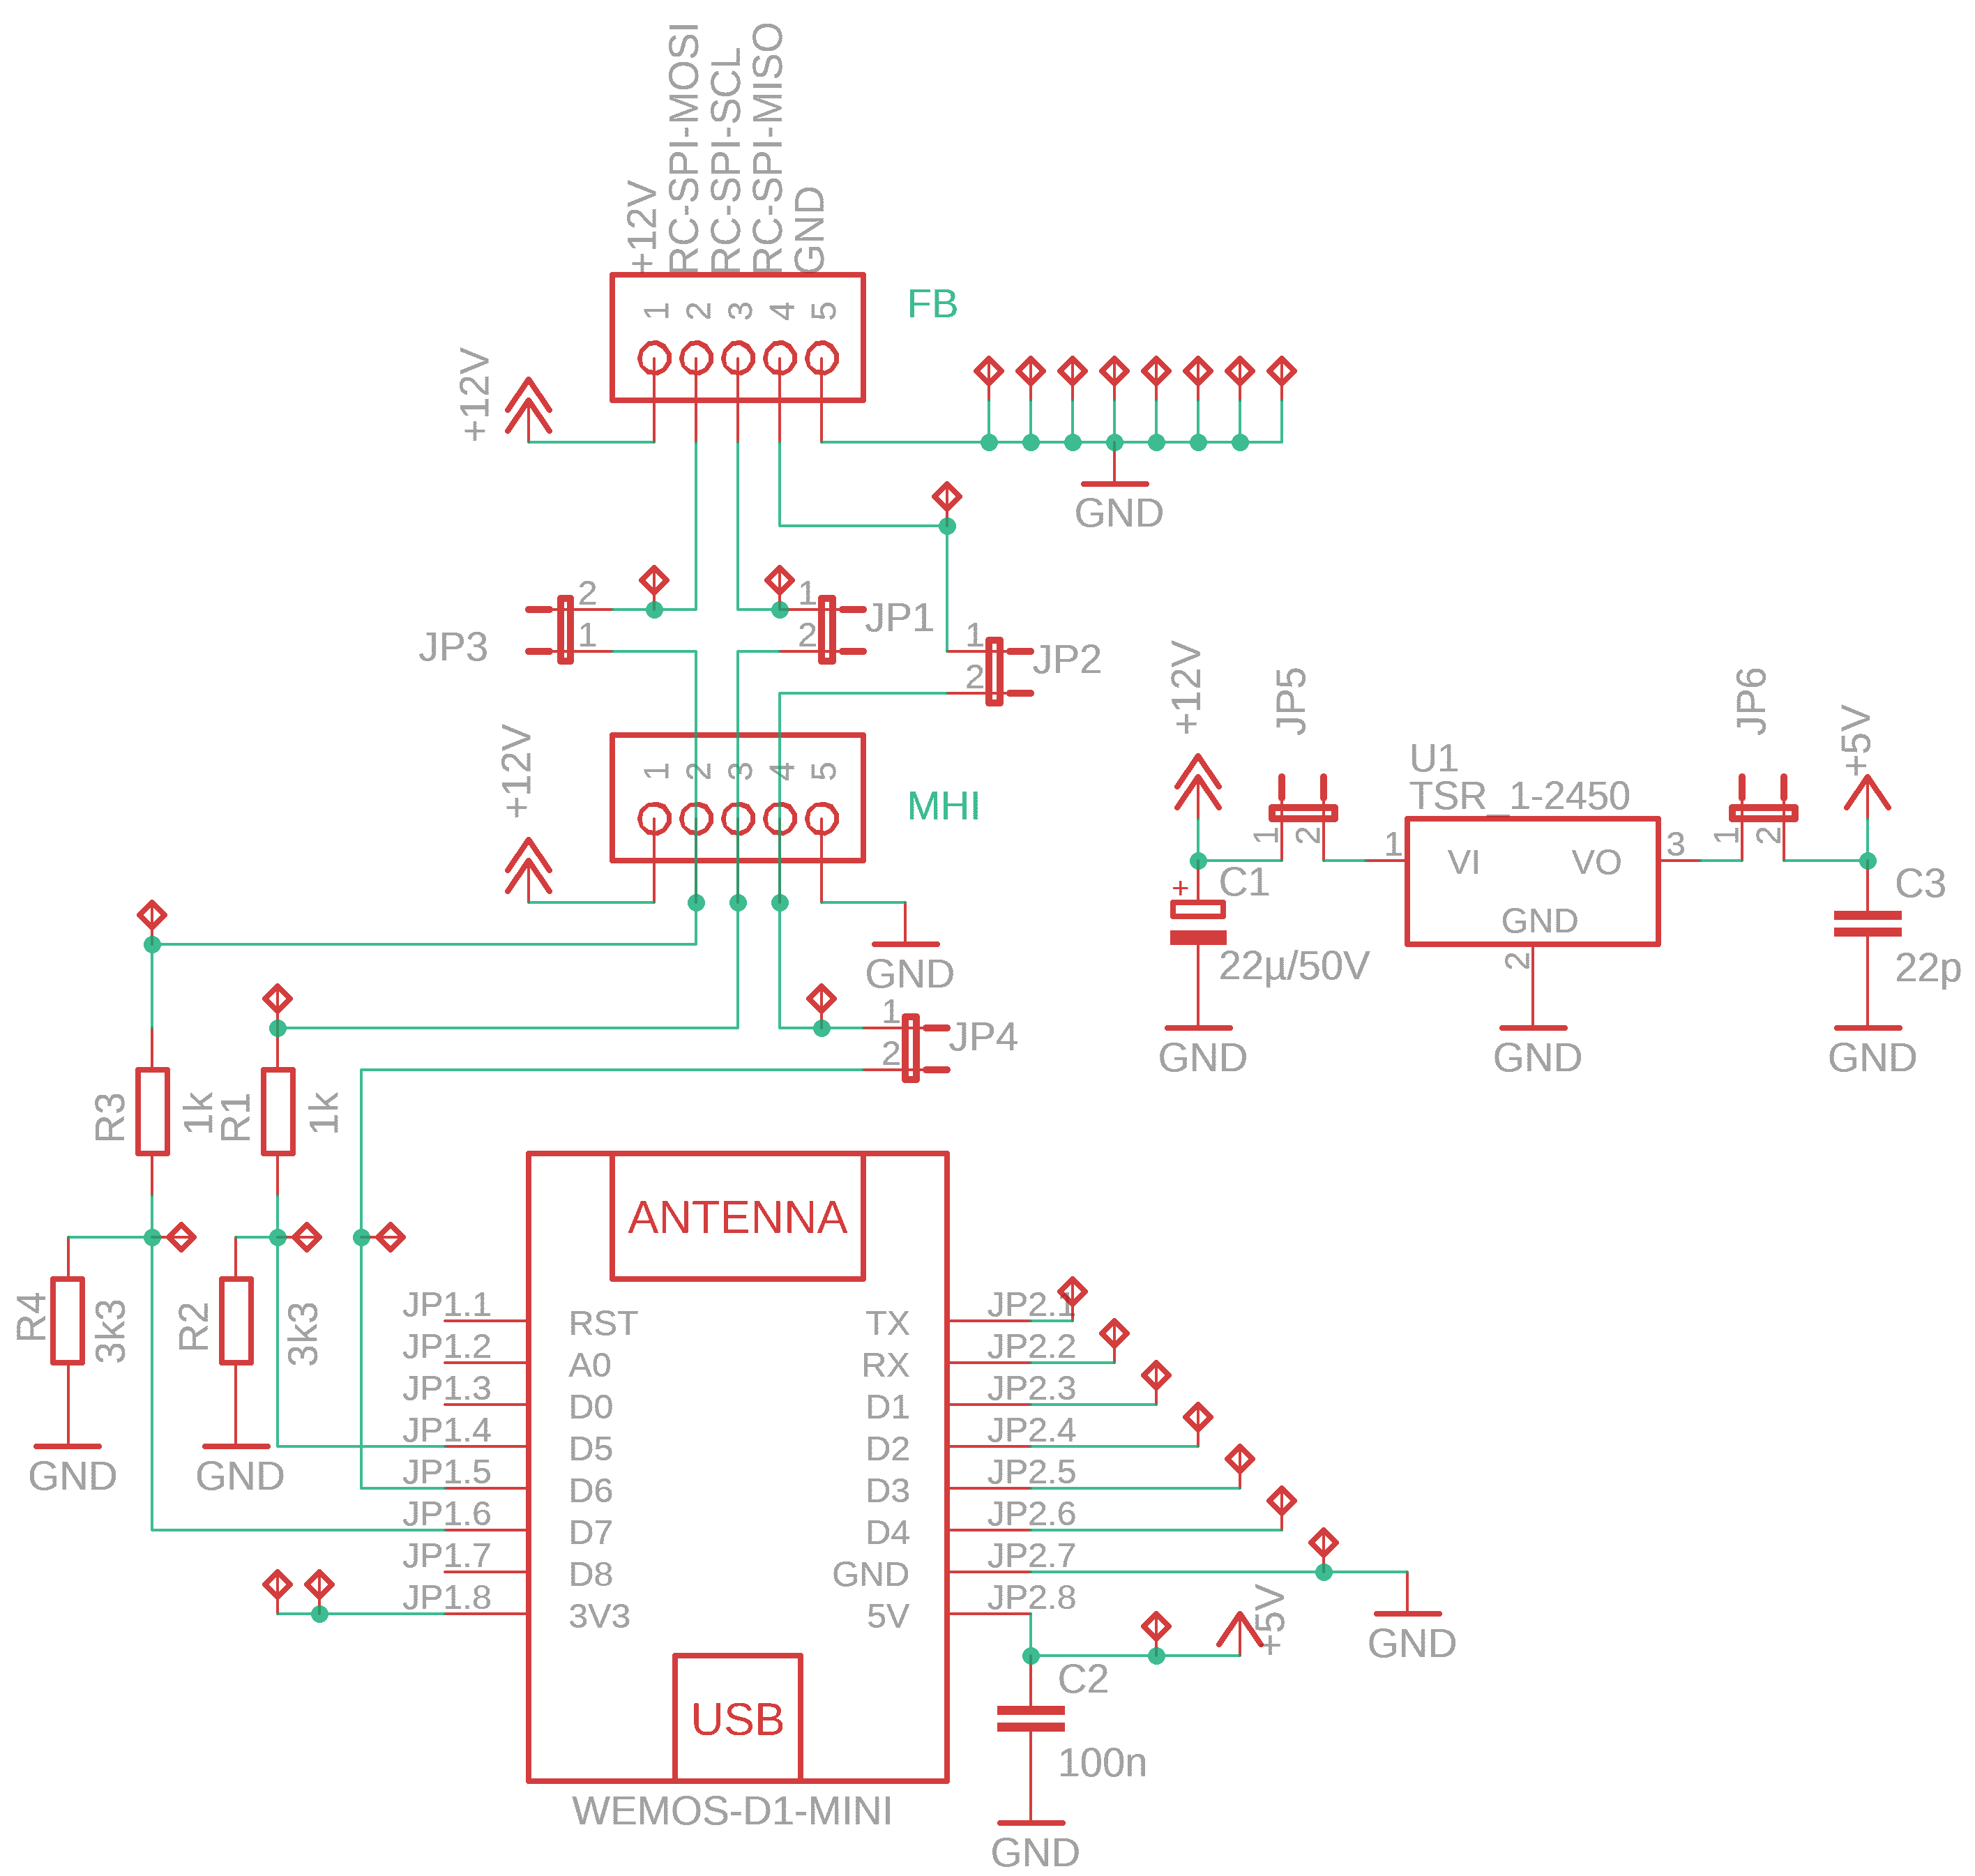 +12V
RC-SPI-MOSI
RC-SPI-SCL
RC-SPI-MISO
GND
1 2 3 4 5
FB
+12V
GND
2
1
JP3
1
2
JP1
1
2
JP2
+12V
1 2 3 4 5
MHI
GND
1
2
JP4
+12V
JP5
1 2
C1
+
22µ/50V
GND
U1
TSR_1-2450
1
VI
VO
3
GND
2
GND
JP6
1 2
+5V
C3
22p
GND
R3
1k
R1
1k
R4
3k3
R2
3k3
GND
GND
ANTENNA
JP1.1 RST TX JP2.1
JP1.2 A0 RX JP2.2
JP1.3 D0 D1 JP2.3
JP1.4 D5 D2 JP2.4
JP1.5 D6 D3 JP2.5
JP1.6 D7 D4 JP2.6
JP1.7 D8 GND JP2.7
JP1.8 3V3 5V JP2.8
+5V
GND
C2
100n
GND
USB
WEMOS-D1-MINI